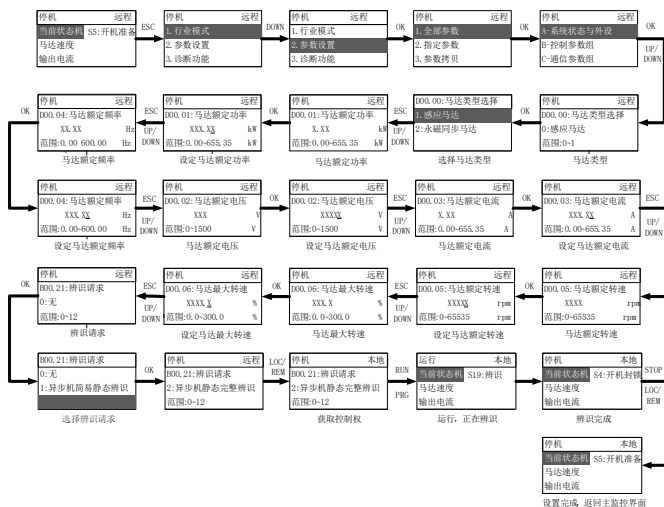 停机 远程
当前状态机 S5:开机准备
马达速度
输出电流
ESC
停机 远程
1.行业模式
2.参数设置
3.诊断功能
DOWN
停机 远程
1.行业模式
2.参数设置
3.诊断功能
OK
停机 远程
1.全部参数
2.指定参数
3.参数拷贝
OK
停机 远程
A-系统状态与外设
B-控制参数组
C-通信参数组
OK
UP/
DOWN
停机 远程
D00.00:马达类型选择
0:感应马达
范围:0~1
马达类型
OK
D00.00:马达类型选择
1.感应马达
2:永磁同步马达
选择马达类型
OK
停机 远程
D00.01:马达额定功率
X.XX kW
范围:0.00-655.35 kW
马达额定功率
OK
停机 远程
D00.01:马达额定功率
XXX.XX kW
范围:0.00-655.35 kW
设定马达额定功率
ESC
UP/
DOWN
停机 远程
D00.04:马达额定频率
XX.XX Hz
范围:0.00 600.00 Hz
马达额定频率
OK
停机 远程
D00.04:马达额定频率
XXX.XX Hz
范围:0.00-600.00 Hz
设定马达额定频率
ESC
UP/
DOWN
停机 远程
D00.02:马达额定电压
XXX V
范围:0~1500 V
马达额定电压
OK
停机 远程
D00.02:马达额定电压
XXXX V
范围:0~1500 V
设定马达额定电压
ESC
UP/
DOWN
停机 远程
D00.03:马达额定电流
X.XX A
范围:0.00-655.35 A
马达额定电流
OK
停机 远程
D00.03:马达额定电流
XXX.XX A
范围:0.00-655.35 A
设定马达额定电流
ESC
UP/
DOWN
停机 远程
D00.05:马达额定转速
XXXX rpm
范围:0-65535 rpm
马达额定转速
OK
停机 远程
D00.05:马达额定转速
XXXX rpm
范围:0-65535 rpm
设定马达额定转速
ESC
UP/
DOWN
停机 远程
D00.06:马达最大转速
XXX.X %
范围:0.0-300.0 %
马达最大转速
OK
停机 远程
D00.06:马达最大转速
XXXX.X %
范围:0.0-300.0 %
设定马达最大转速
ESC
UP/
DOWN
停机 远程
B00.21:辨识请求
0:无
范围:0~12
辨识请求
OK
B00.21:辨识请求
0:无
1:异步机简易静态辨识
选择辨识请求
OK
停机 远程
B00.21:辨识请求
2:异步机静态完整辨识
范围:0~12
LOC/
REM
停机 本地
B00.21:辨识请求
2:异步机静态完整辨识
范围:0~12
获取控制权
RUN
PRG
运行 本地
当前状态机 S19:辨识
马达速度
输出电流
运行，正在辨识
停机 本地
当前状态机 S4:开机封锁
马达速度
输出电流
辨识完成
STOP
LOC/
REM
停机 本地
当前状态机 S5:开机准备
马达速度
输出电流
设置完成，返回主监控界面